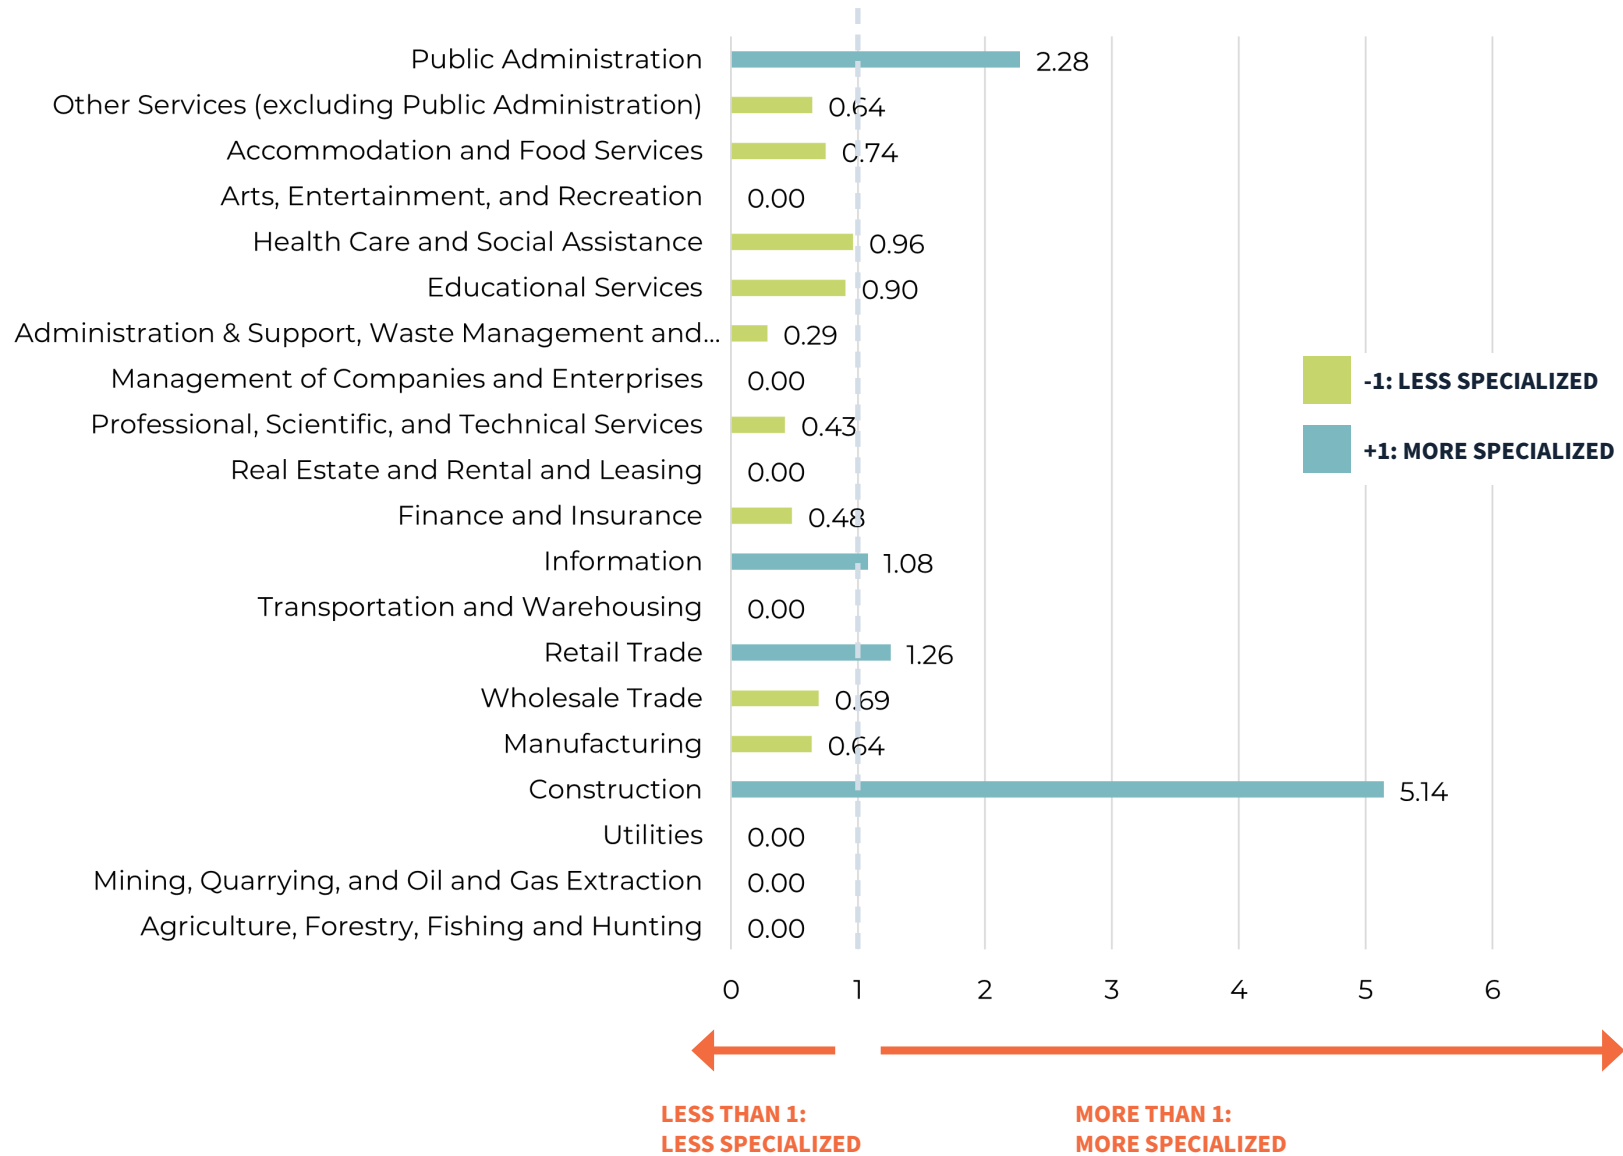 Public Administration 2.28
Other Services (excluding Public Administration) 0.64
Accommodation and Food Services 0.74
Arts, Entertainment, and Recreation 0.00
Health Care and Social Assistance 0.96
Educational Services 0.90
Administration & Support, Waste Management and... 0.29
Management of Companies and Enterprises 0.00
Professional, Scientific, and Technical Services 0.43
Real Estate and Rental and Leasing 0.00
Finance and Insurance 0.48
Information 1.08
Transportation and Warehousing 0.00
Retail Trade 1.26
Wholesale Trade 0.69
Manufacturing 0.64
Construction 5.14
Utilities 0.00
Mining, Quarrying, and Oil and Gas Extraction 0.00
Agriculture, Forestry, Fishing and Hunting 0.00
0 1 2 3 4 5 6
-1: LESS SPECIALIZED
+1: MORE SPECIALIZED
LESS THAN 1:
LESS SPECIALIZED
MORE THAN 1:
MORE SPECIALIZED